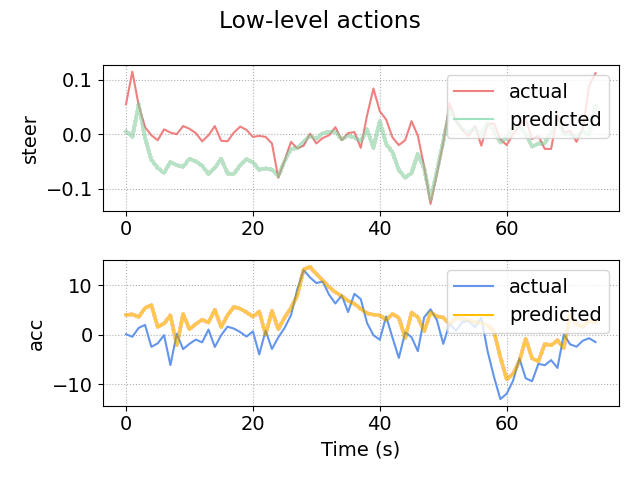 Low-level actions
0.1
0.0
−0.1
steer
actual
predicted
0
20
40
60
10
0
−10
acc
actual
predicted
0
20
40
60
Time (s)